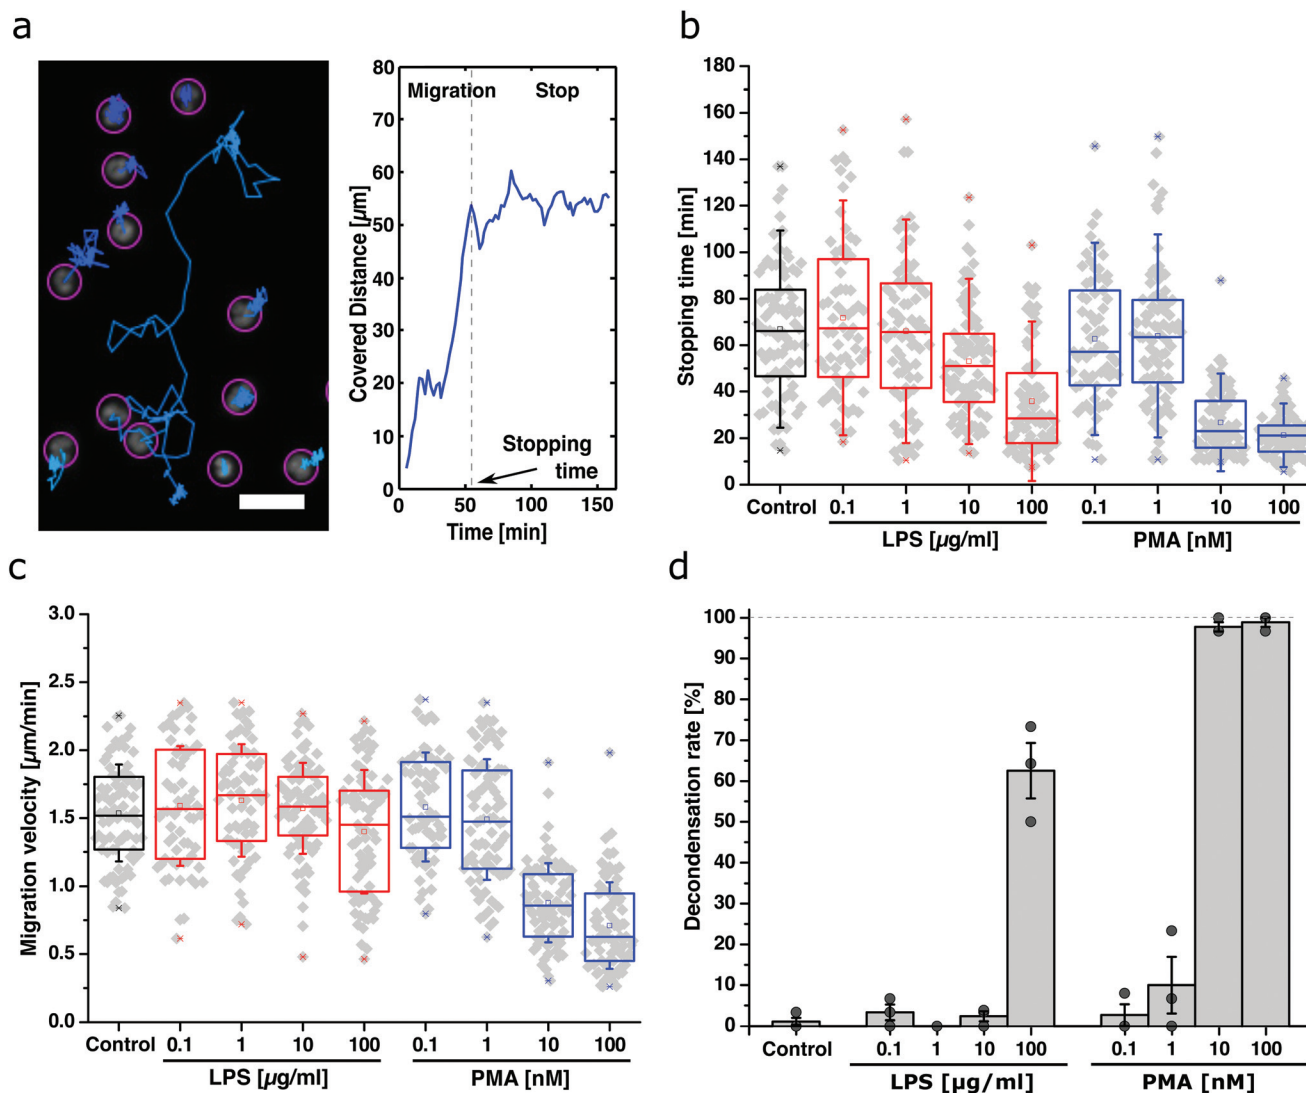 a
80
70
60
50
40
30
20
10
0
Covered Distance [µm]
Migration
Stop
Stopping
time
0
50
100
150
Time [min]
b
180
160
140
120
100
80
60
40
20
0
Stopping time [min]
Control
0.1
1
10
100
0.1
1
10
100
LPS [µg/ml]
PMA [nM]
c
3.0
2.5
2.0
1.5
1.0
0.5
0.0
Migration velocity [µm/min]
Control
0.1
1
10
100
0.1
1
10
100
LPS [µg/ml]
PMA [nM]
d
100
90
80
70
60
50
40
30
20
10
0
Decondensation rate [%]
Control
0.1
1
10
100
0.1
1
10
100
LPS [µg/ml]
PMA [nM]